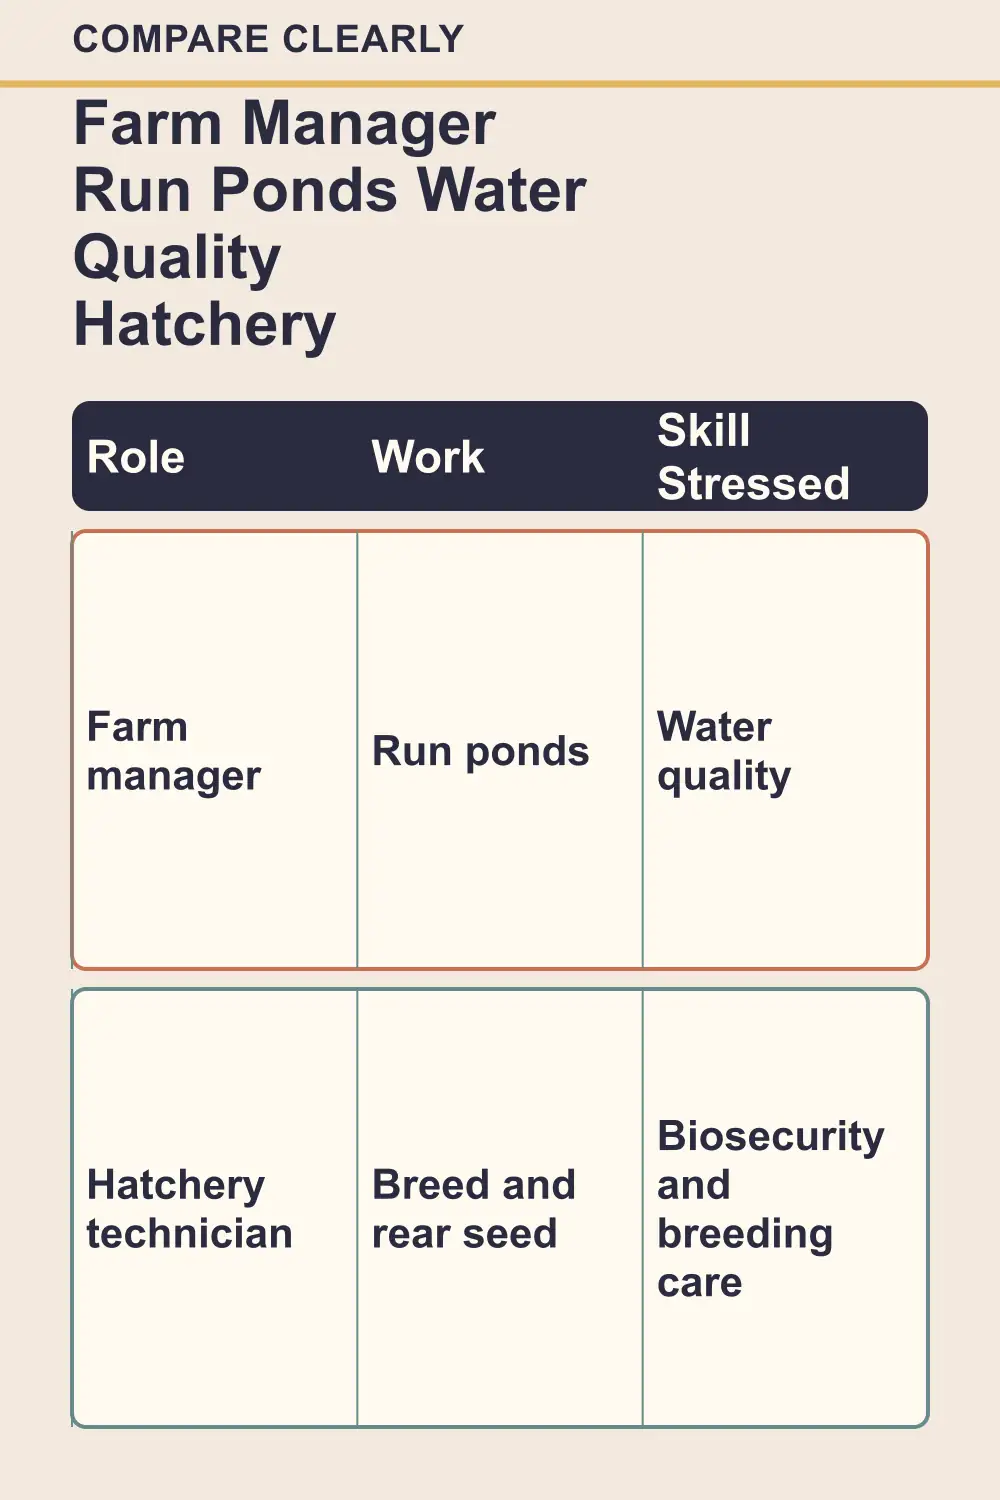 COMPARE CLEARLY
Farm Manager
Run Ponds Water
Quality
Hatchery
Role
Work
Skill
Stressed
Farm
manager
Run ponds
Water
quality
Hatchery
technician
Breed and
rear seed
Biosecurity
and
breeding
care